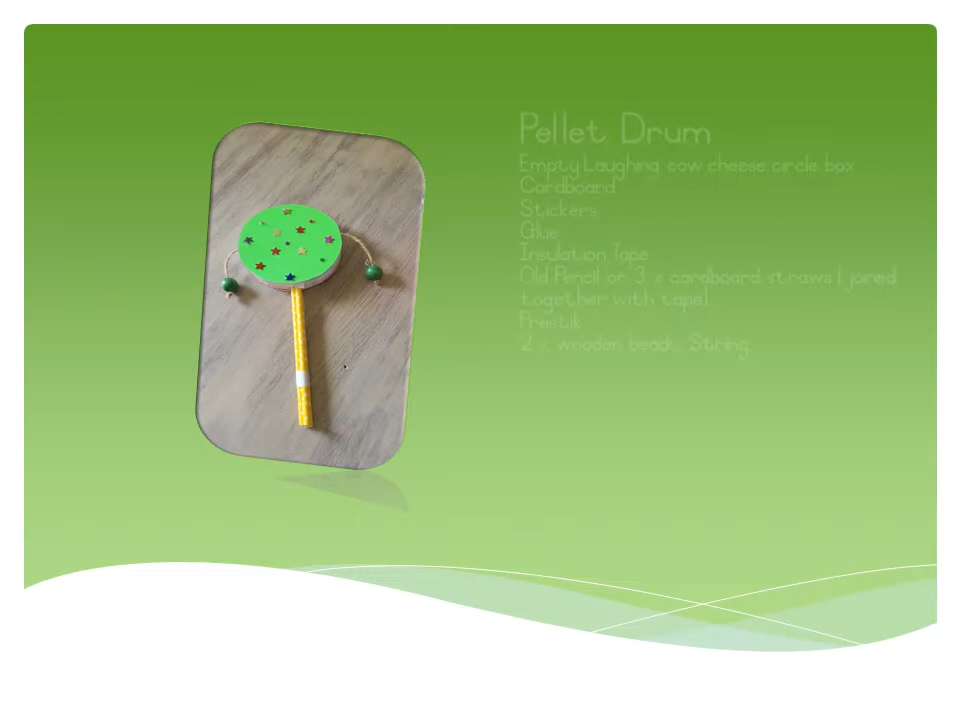 Pellet Drum
Empty Laughing cow cheese circle box
Cardboard
Stickers
Glue
Insulation Tape
Old Pencil or 3 x cardboard straws ( joined
together with tape)
Prestik
2 x wooden beads String